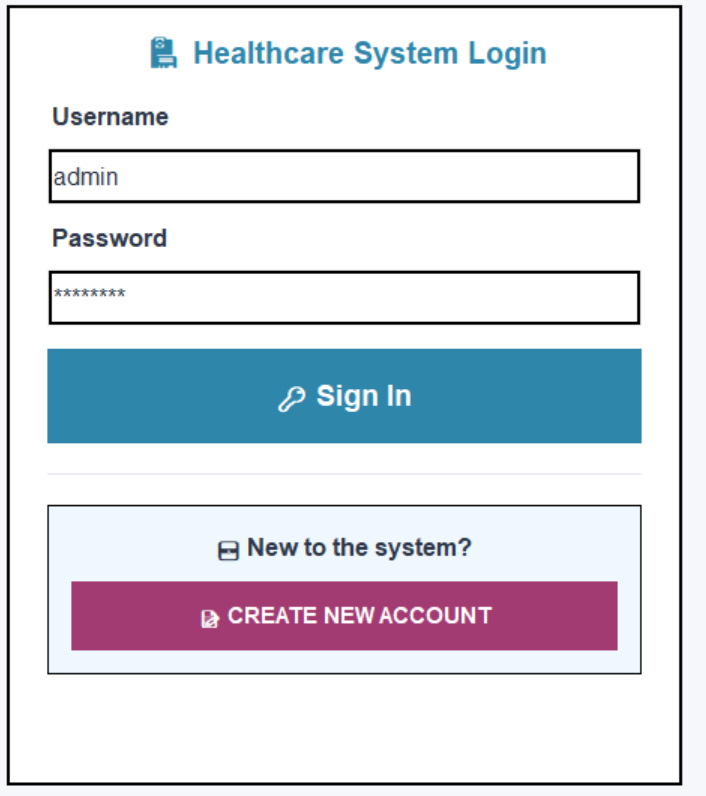 Healthcare System Login
Username
admin
Password
********
Sign In
New to the system?
CREATE NEW ACCOUNT